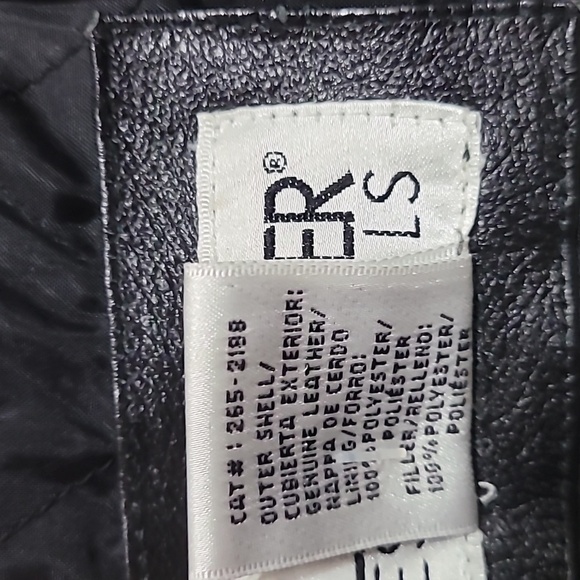 ER®
LS
CAT #: 265-2188
OUTER SHELL/
CUBIERTA EXTERIOR:
GENUINE LEATHER/
NAPPA DE CERDO
LINING/FORRO:
100% POLYESTER/
POLIÉSTER
FILLER/RELLENO:
100% POLYESTER/
POLIÉSTER